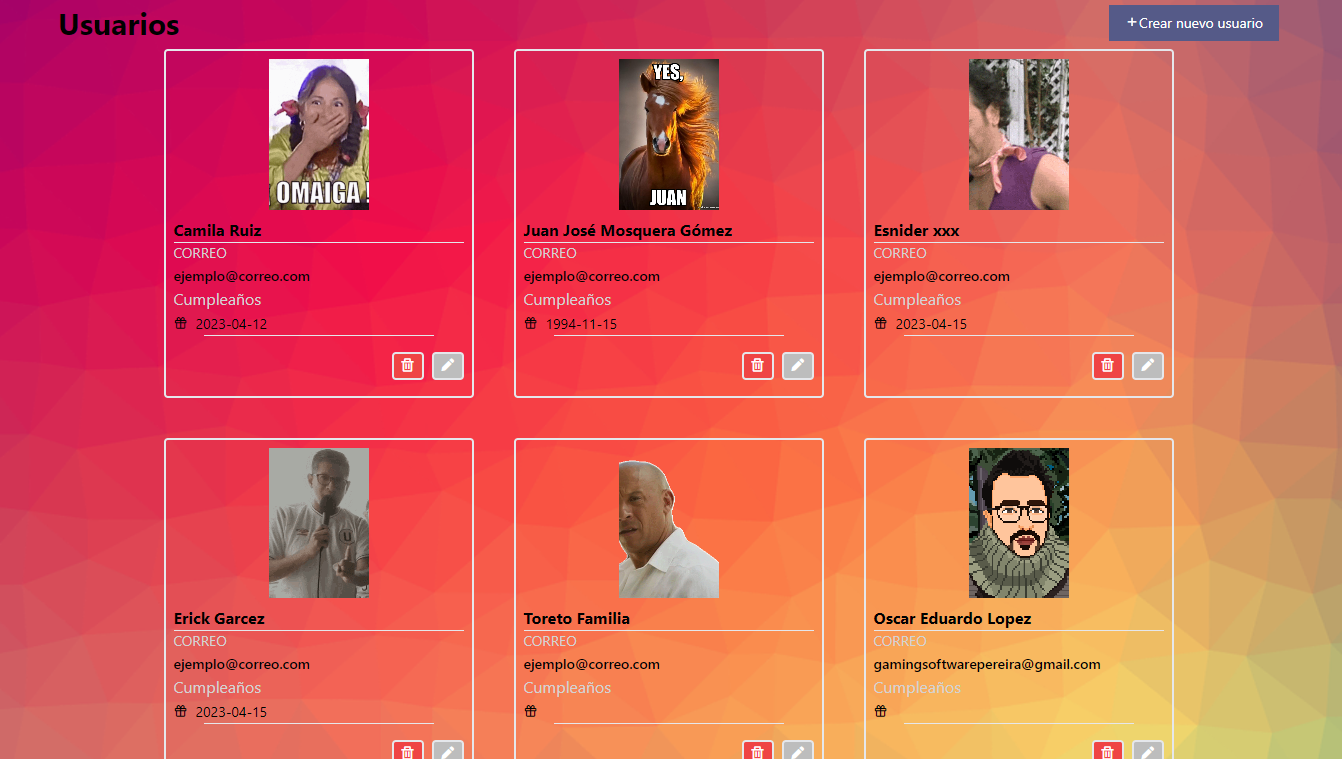 Usuarios
+Crear nuevo usuario
OMAIGA !
YES,
JUAN
Camila Ruiz
CORREO
ejemplo@correo.com
Cumpleaños
2023-04-12
Juan José Mosquera Gómez
CORREO
ejemplo@correo.com
Cumpleaños
1994-11-15
Esnider xxx
CORREO
ejemplo@correo.com
Cumpleaños
2023-04-15
U
Erick Garcez
CORREO
ejemplo@correo.com
Cumpleaños
2023-04-15
Toreto Familia
CORREO
ejemplo@correo.com
Cumpleaños
Oscar Eduardo Lopez
CORREO
gamingsoftwarepereira@gmail.com
Cumpleaños